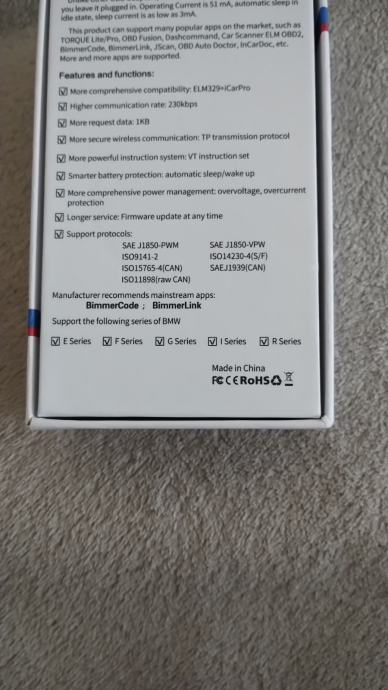 you leave it plugged in. Operating Current is 51 mA, automatic sleep in
idle state, sleep current is as low as 3mA.
This product can support many popular apps on the market, such as
TORQUE Lite/Pro, OBD Fusion, Dashcommand, Car Scanner ELM OBD2,
BimmerCode, BimmerLink, JScan, OBD Auto Doctor, InCarDoc, etc.
More and more apps are supported.
Features and functions:
☑ More comprehensive compatibility: ELM329+iCarPro
☑ Higher communication rate: 230kbps
☑ More request data: 1KB
☑ More secure wireless communication: TP transmission protocol
☑ More powerful instruction system: VT instruction set
☑ Smarter battery protection: automatic sleep/wake up
☑ More comprehensive power management: overvoltage, overcurrent
protection
☑ Longer service: Firmware update at any time
☑ Support protocols:
SAE J1850-PWM SAE J1850-VPW
ISO9141-2 ISO14230-4(S/F)
ISO15765-4(CAN) SAEJ1939(CAN)
ISO11898(raw CAN)
Manufacturer recommends mainstream apps:
BimmerCode ; BimmerLink
Support the following series of BMW
☑ E Series ☑ F Series ☑ G Series ☑ I Series ☑ R Series
Made in China
FC CE RoHS